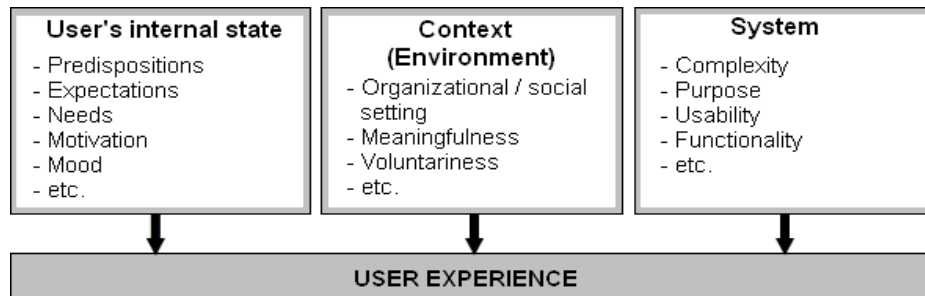 User's internal state
- Predispositions
- Expectations
- Needs
- Motivation
- Mood
- etc.
Context
(Environment)
- Organizational / social
setting
- Meaningfulness
- Voluntariness
- etc.
System
- Complexity
- Purpose
- Usability
- Functionality
- etc.
USER EXPERIENCE